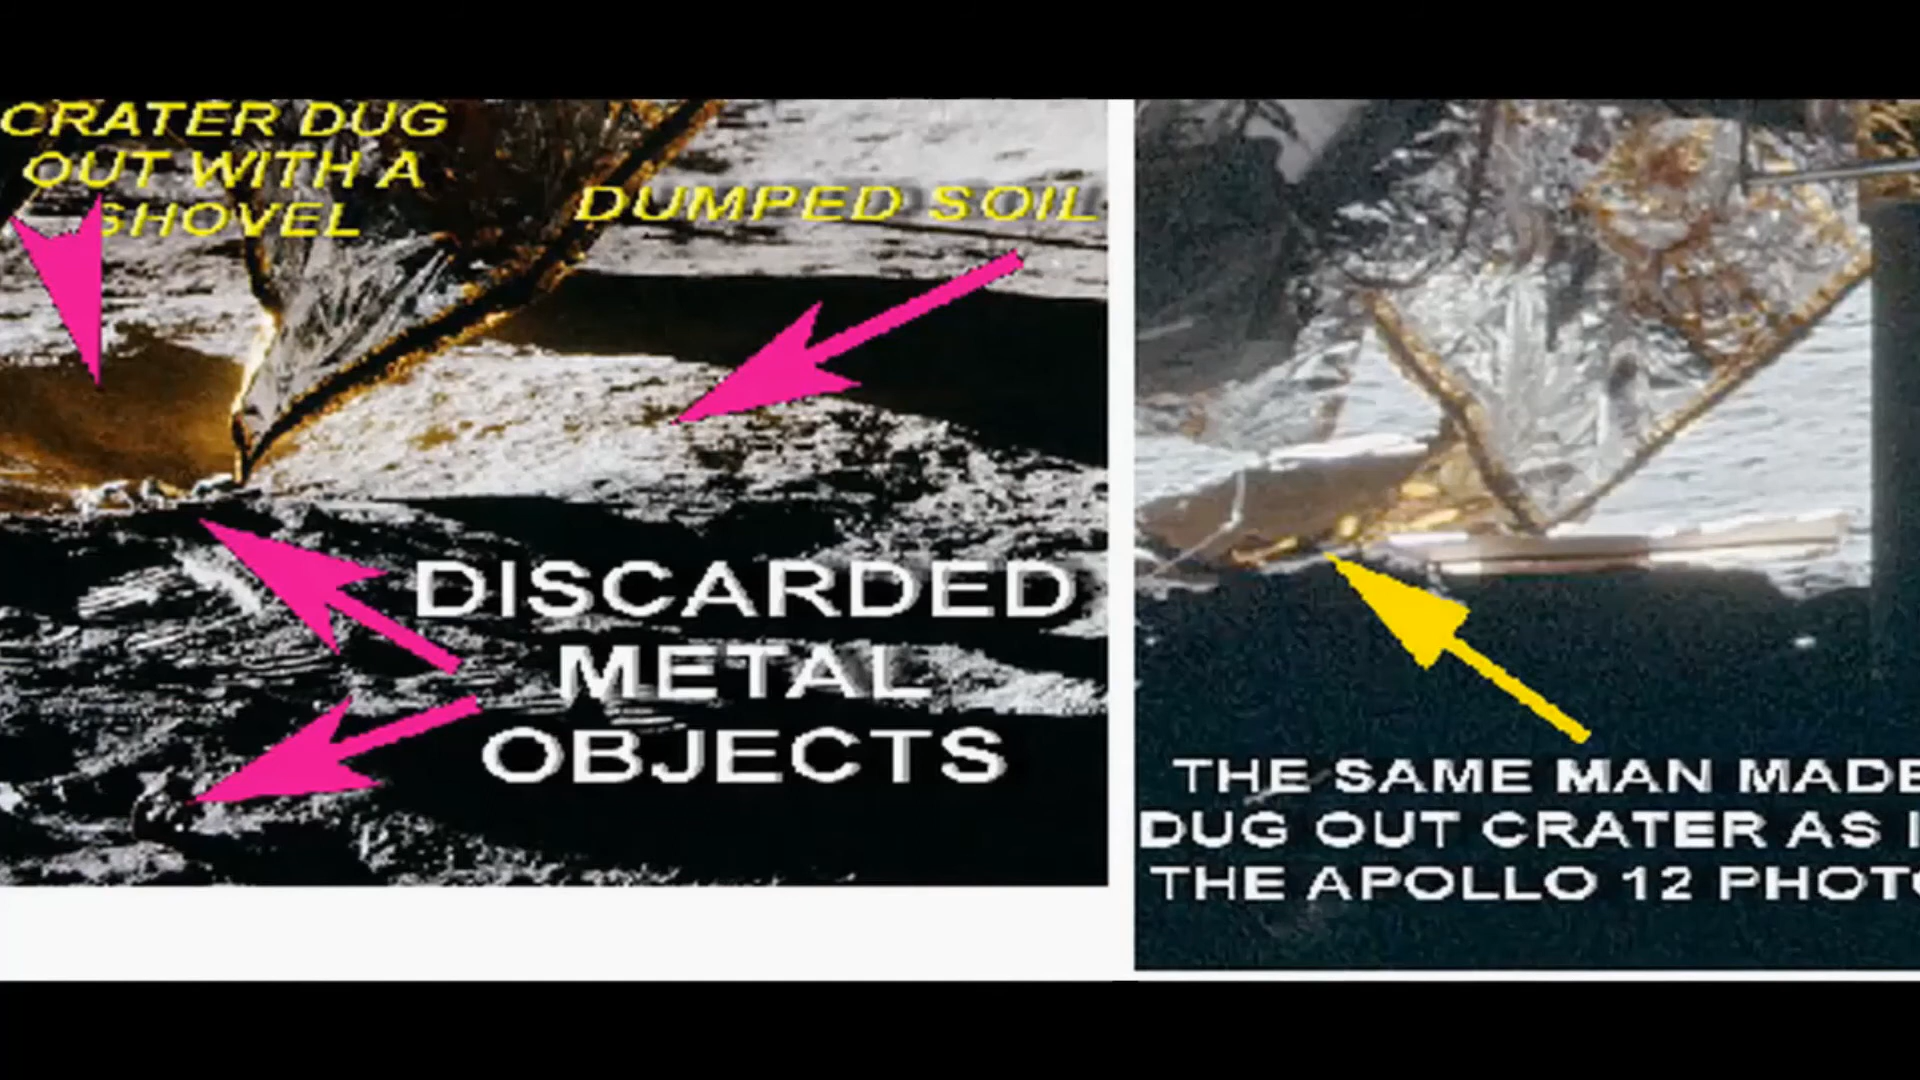 CRATER DUG
OUT WITH A
SHOVEL
DUMPED SOIL
DISCARDED
METAL
OBJECTS
THE SAME MAN MADE
DUG OUT CRATER AS I
THE APOLLO 12 PHOTO